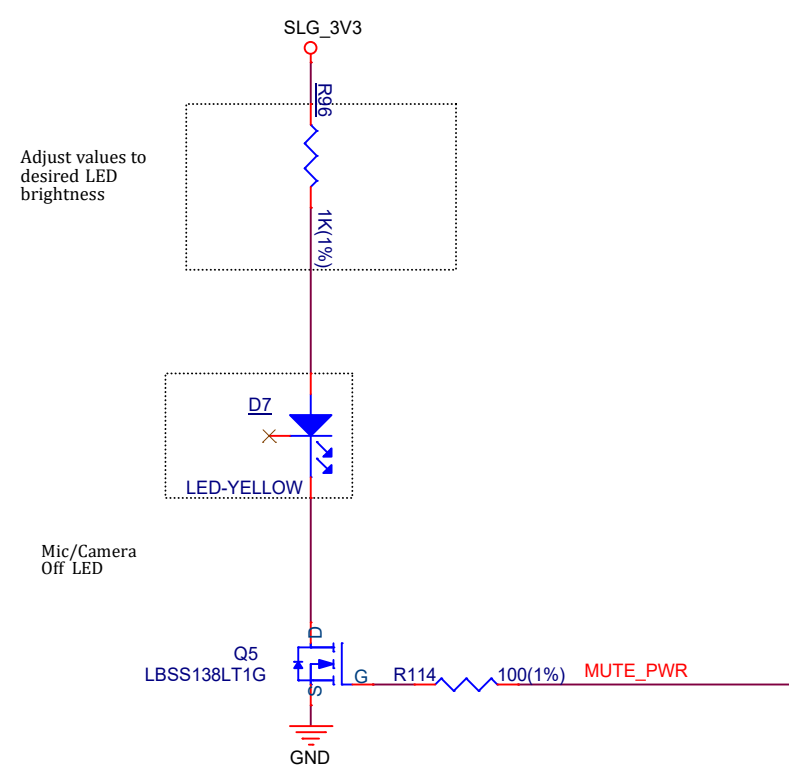 SLG_3V3
R96
Adjust values to
desired LED
brightness
1K(1%)
D7
LED-YELLOW
Mic/Camera
Off LED
D
Q5
LBSS138LT1G
G
S
R114
100(1%)
MUTE_PWR
GND